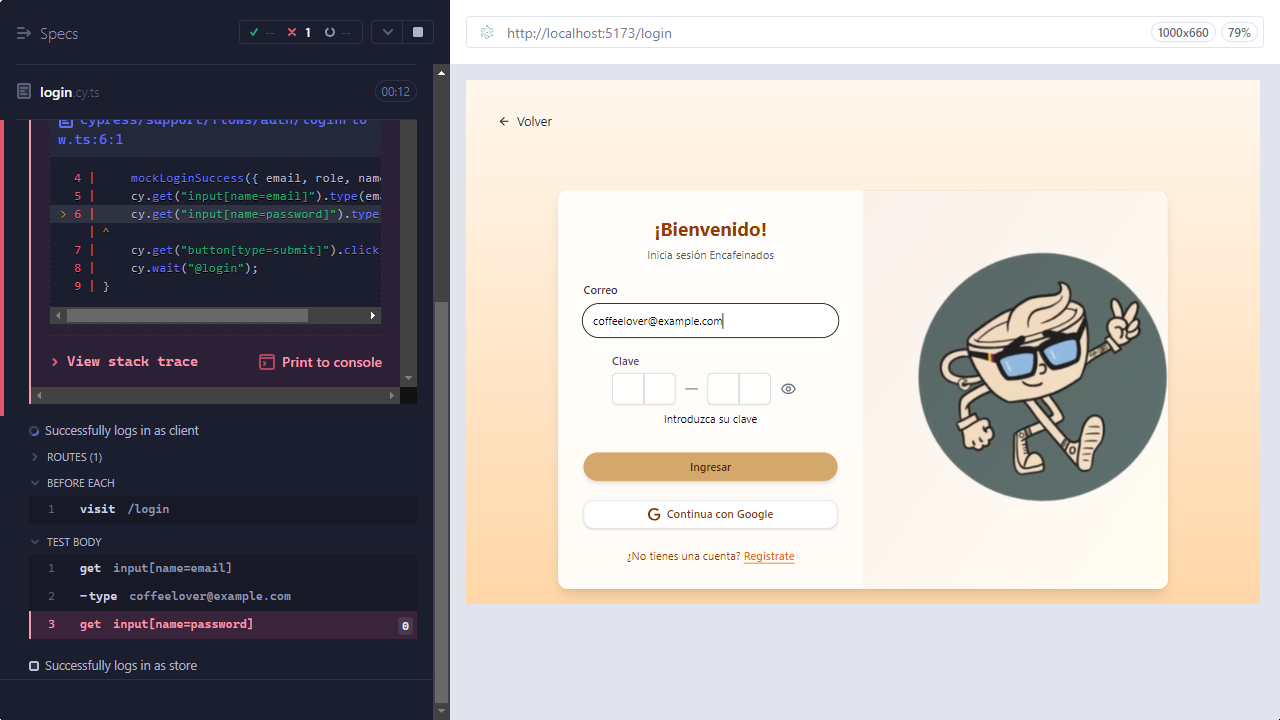 Specs
-- 1 --
login.cy.ts
00:12
cypress/support/flows/auth/loginFlo
w.ts:6:1
4 | mockLoginSuccess({ email, role, name
5 | cy.get("input[name=email]").type(ema
> 6 | cy.get("input[name=password]").type
| ^
7 | cy.get("button[type=submit]").click
8 | cy.wait("@login");
9 | }
> View stack trace
Print to console
Successfully logs in as client
ROUTES (1)
BEFORE EACH
1 visit /login
TEST BODY
1 get input[name=email]
2 -type coffeelover@example.com
3 get input[name=password] 0
Successfully logs in as store
http://localhost:5173/login
1000x660
79%
← Volver
¡Bienvenido!
Inicia sesión Encafeinados
Correo
coffeelover@example.com
Clave
Introduzca su clave
Ingresar
G Continua con Google
¿No tienes una cuenta? Registrate